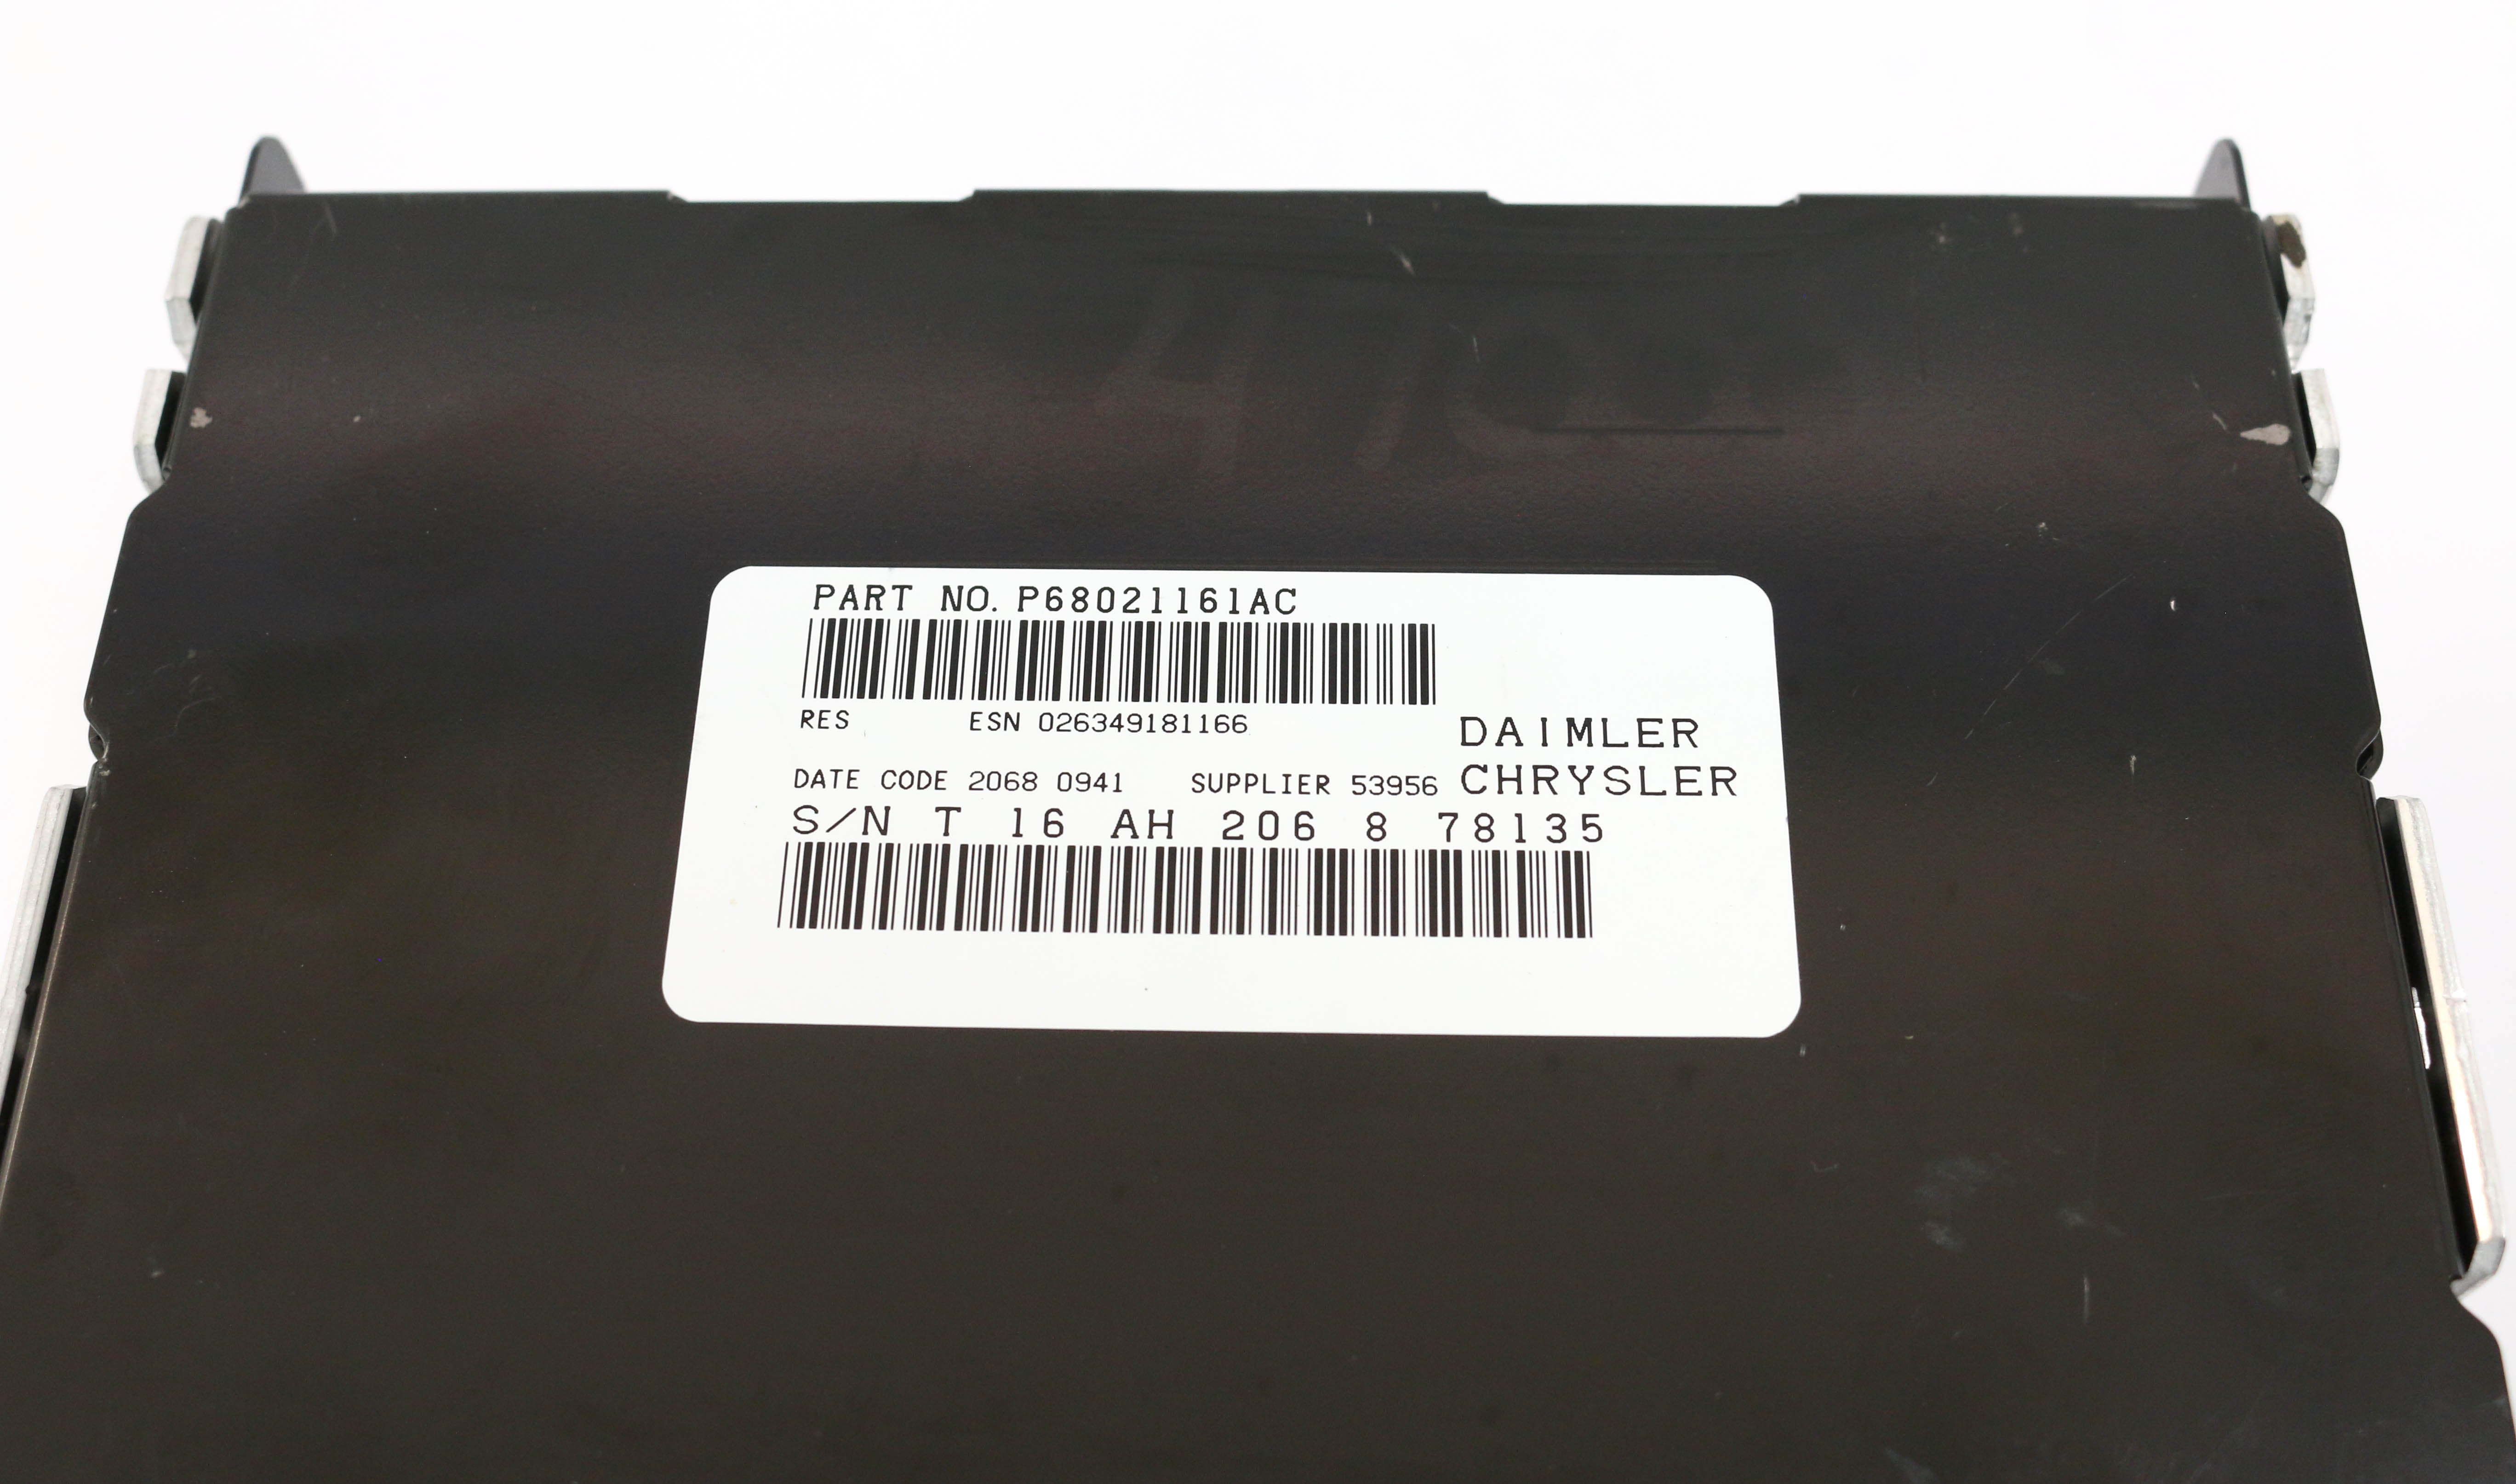 PART NO. P68021161AC
RES ESN 026349181166
DAIMLER
CHRYSLER
DATE CODE 2068 0941 SUPPLIER 53956
S/N T 16 AH 206 8 78135